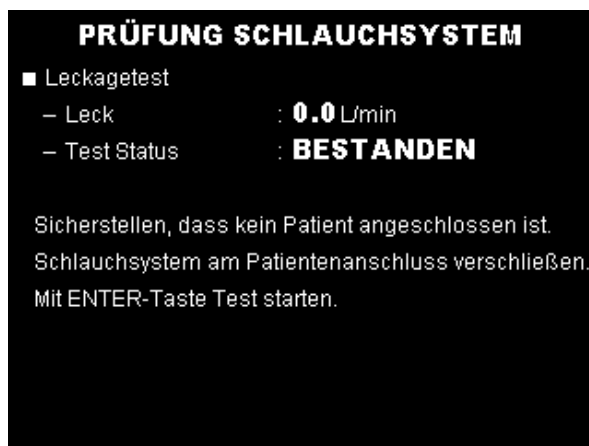 PRÜFUNG SCHLAUCHSYSTEM
■ Leckagetest
– Leck : 0.0 L/min
– Test Status : BESTANDEN
Sicherstellen, dass kein Patient angeschlossen ist.
Schlauchsystem am Patientenanschluss verschließen.
Mit ENTER-Taste Test starten.